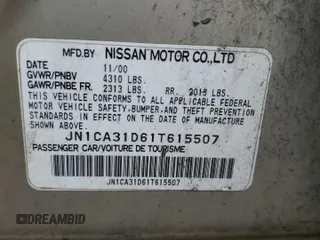 MFD.BY NISSAN MOTOR CO.,LTD
DATE 11/00
GVWR/PNBV 4310 LBS.
GAWR/PNBE FR. 2313 LBS. RR. 2013 LBS.
THIS VEHICLE CONFORMS TO ALL APPLICABLE FEDERAL
MOTOR VEHICLE SAFETY,BUMPER,AND THEFT PREVENTION
STANDARDS IN EFFECT ON THE DATE OF MANUFACTURE
SHOWN ABOVE.
JN1CA31D61T615507
PASSENGER CAR/VOITURE DE TOURISME
JN1CA31D61T615507
DREAMBID